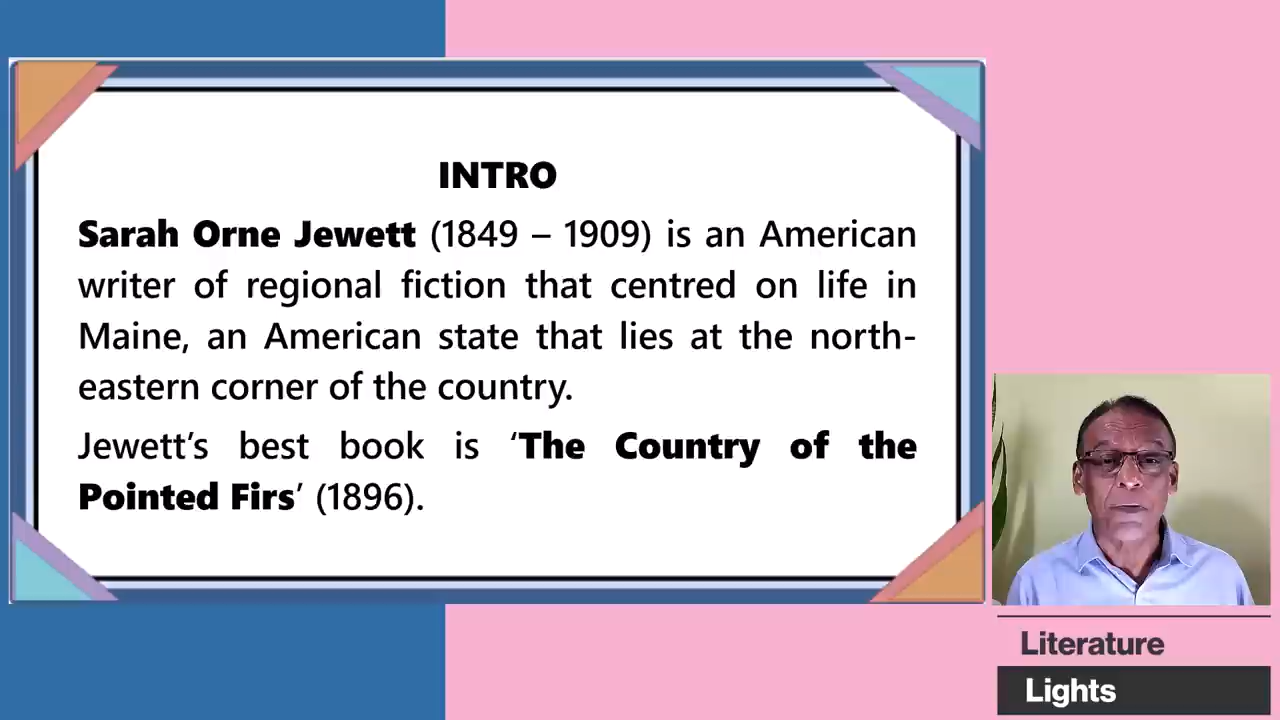 INTRO
Sarah Orne Jewett (1849 – 1909) is an American
writer of regional fiction that centred on life in
Maine, an American state that lies at the north-
eastern corner of the country.
Jewett’s best book is ‘The Country of the
Pointed Firs’ (1896).
Literature
Lights